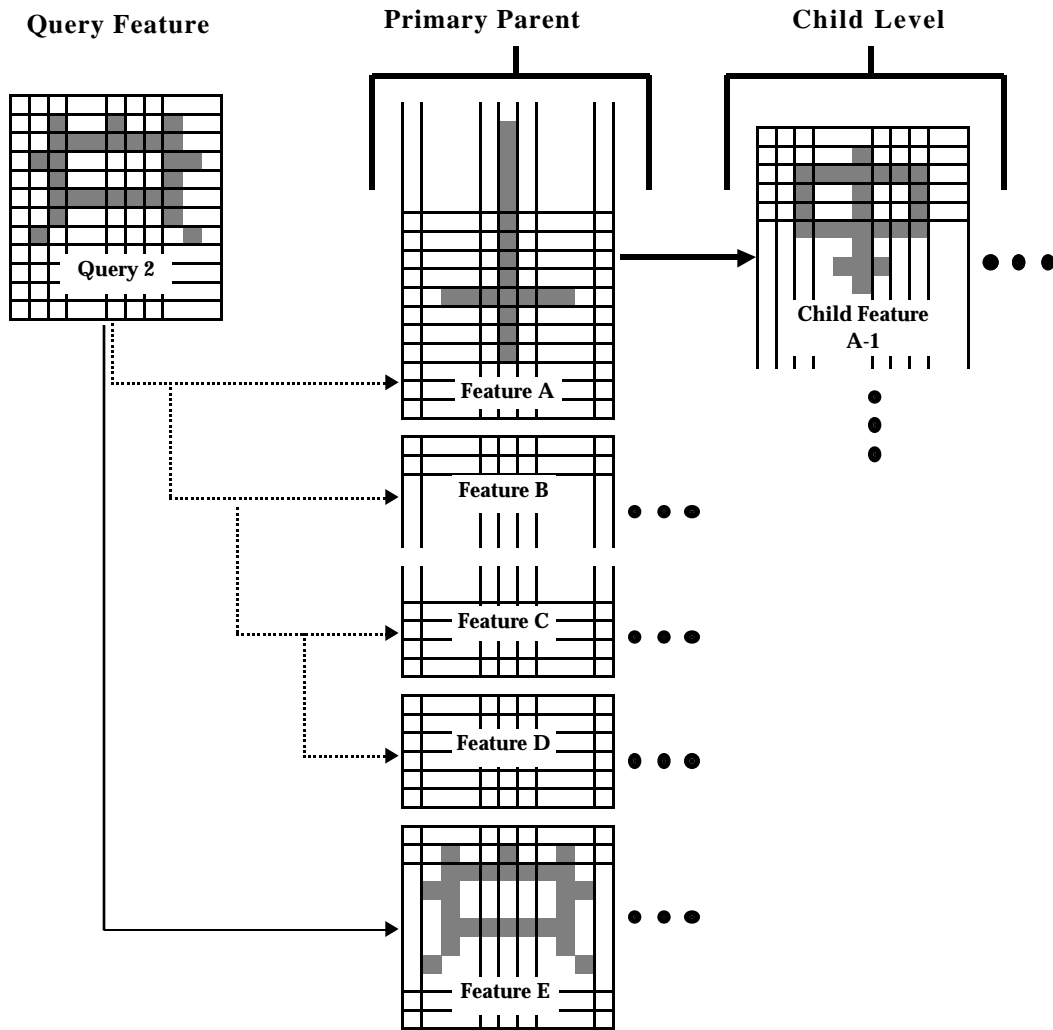 Query Feature
Primary Parent
Child Level
Query 2
Feature A
Child Feature
A-1
Feature B
Feature C
Feature D
Feature E